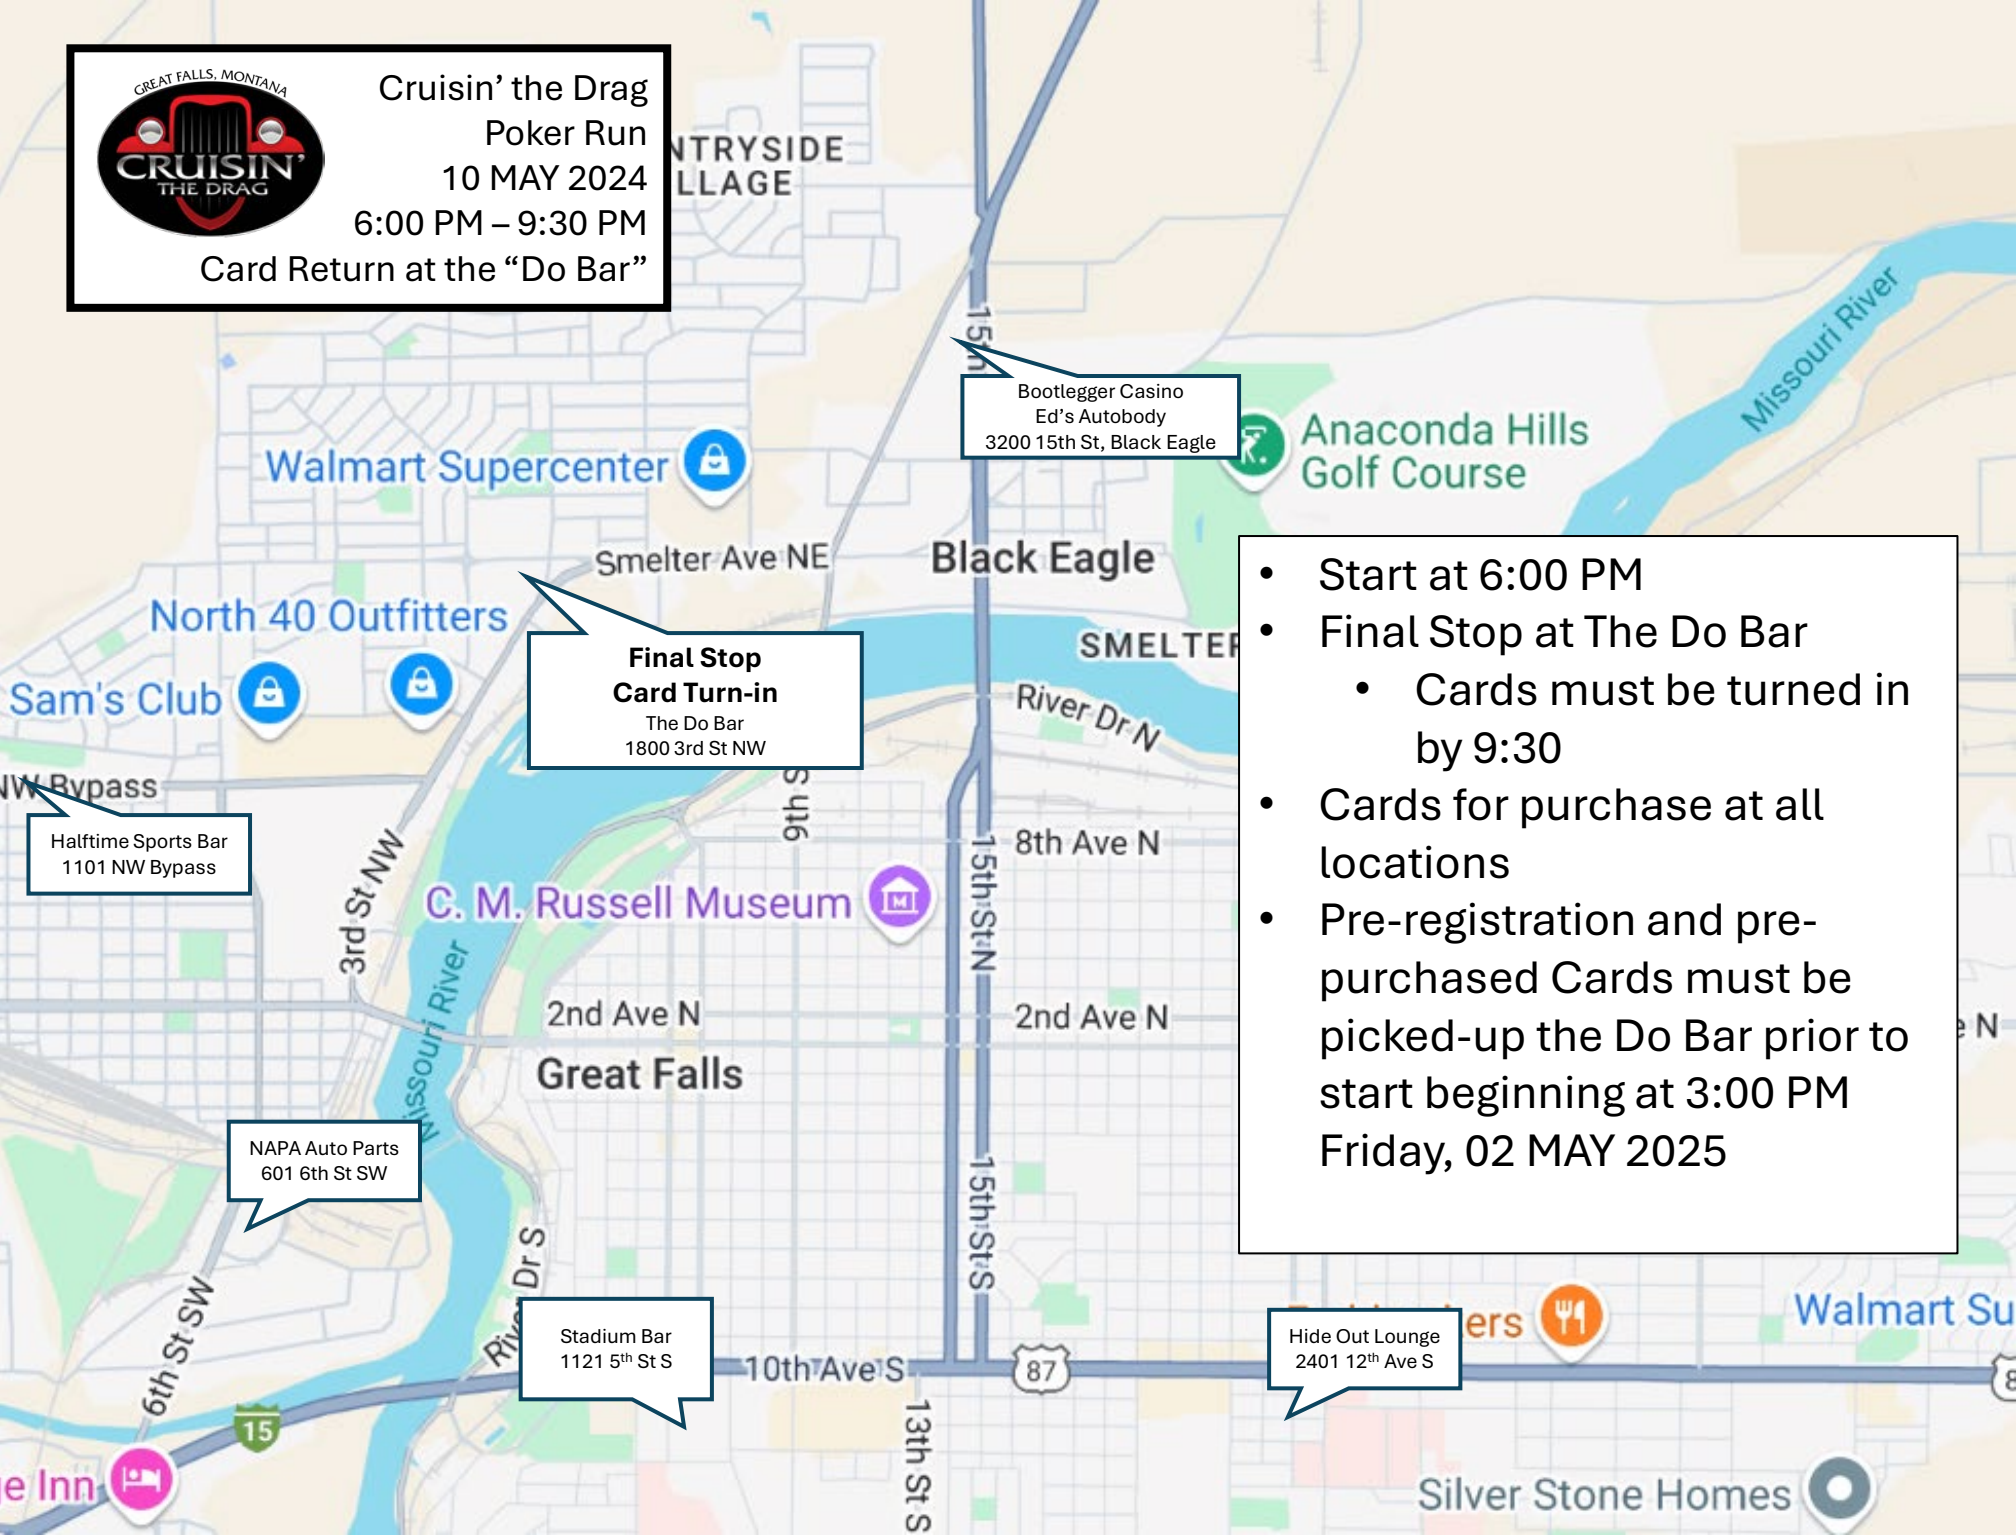 GREAT FALLS, MONTANA
CRUISIN'
THE DRAG
Cruisin' the Drag
Poker Run
10 MAY 2024
6:00 PM – 9:30 PM
Card Return at the “Do Bar”
NTRYSIDE
LLAGE
15th
Missouri River
Bootlegger Casino
Ed's Autobody
3200 15th St, Black Eagle
Anaconda Hills
Golf Course
Walmart Supercenter
Smelter Ave NE
Black Eagle
North 40 Outfitters
Sam's Club
Final Stop
Card Turn-in
The Do Bar
1800 3rd St NW
SMELTER
River Dr N
• Start at 6:00 PM
• Final Stop at The Do Bar
• Cards must be turned in
by 9:30
• Cards for purchase at all
locations
• Pre-registration and pre-
purchased Cards must be
picked-up the Do Bar prior to
start beginning at 3:00 PM
Friday, 02 MAY 2025
NW Bypass
Halftime Sports Bar
1101 NW Bypass
9th S
8th Ave N
3rd St NW
C. M. Russell Museum
15th St N
Missouri River
2nd Ave N
2nd Ave N
e N
Great Falls
NAPA Auto Parts
601 6th St SW
15th St S
River Dr S
6th St SW
Stadium Bar
1121 5th St S
10th Ave S
87
Hide Out Lounge
2401 12th Ave S
ers
Walmart Su
8
15
13th St S
e Inn
Silver Stone Homes